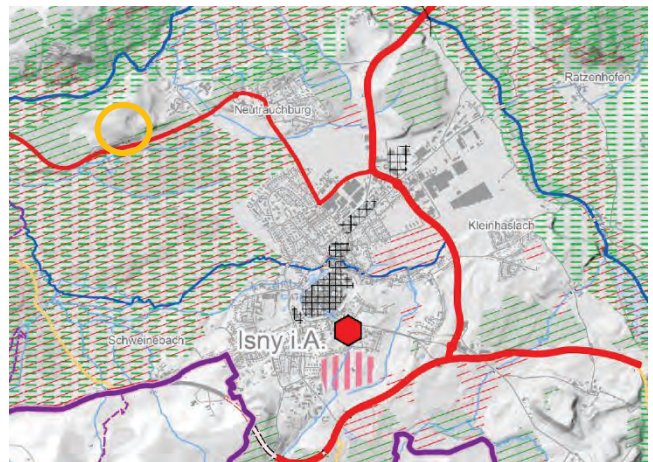 Ratzenhofen
Neutrauchburg
Kleinhaslach
Isny i.A.
Schweinebach